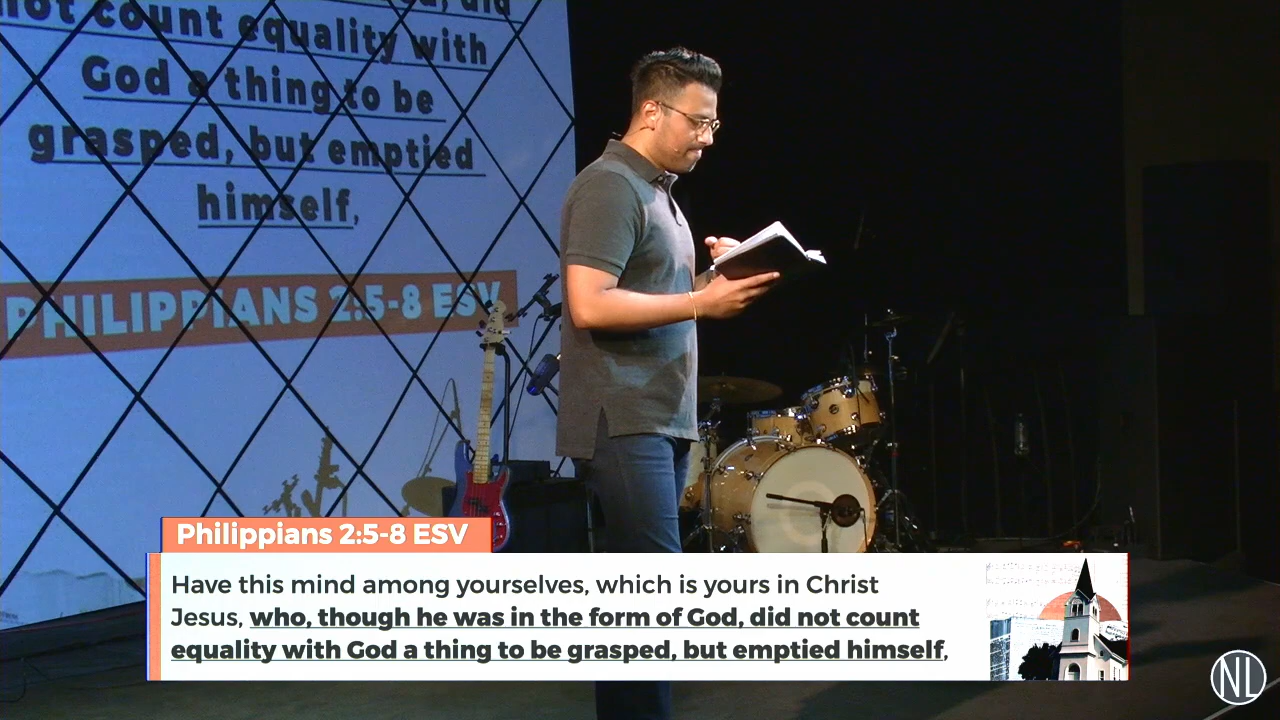 not count equality with
God a thing to be
grasped, but emptied
himself,
PHILIPPIANS 2:5-8 ESV
Philippians 2:5-8 ESV
Have this mind among yourselves, which is yours in Christ
Jesus, who, though he was in the form of God, did not count
equality with God a thing to be grasped, but emptied himself,
NL